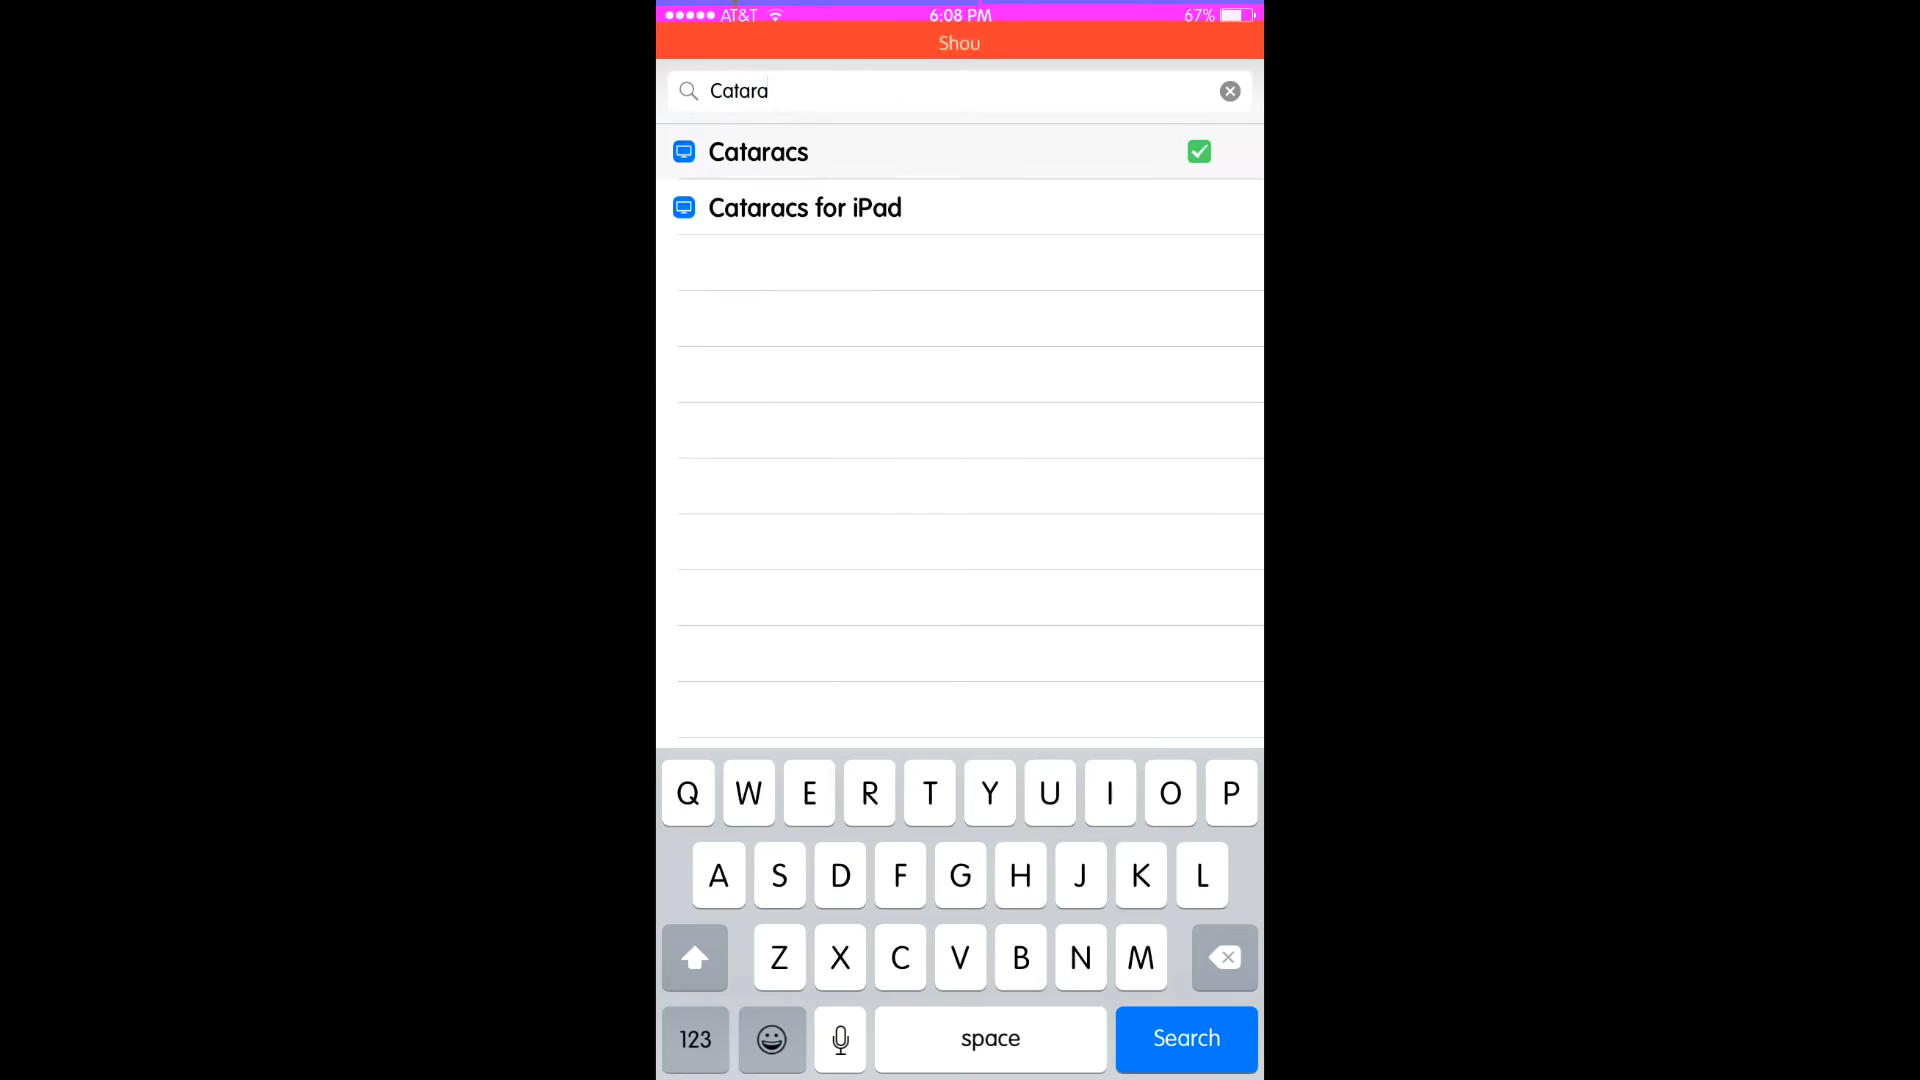 AT&T 6:08 PM 67%
Shou
Catara
Cataracs
Cataracs for iPad
Q W E R T Y U I O P
A S D F G H J K L
Z X C V B N M
123 space Search